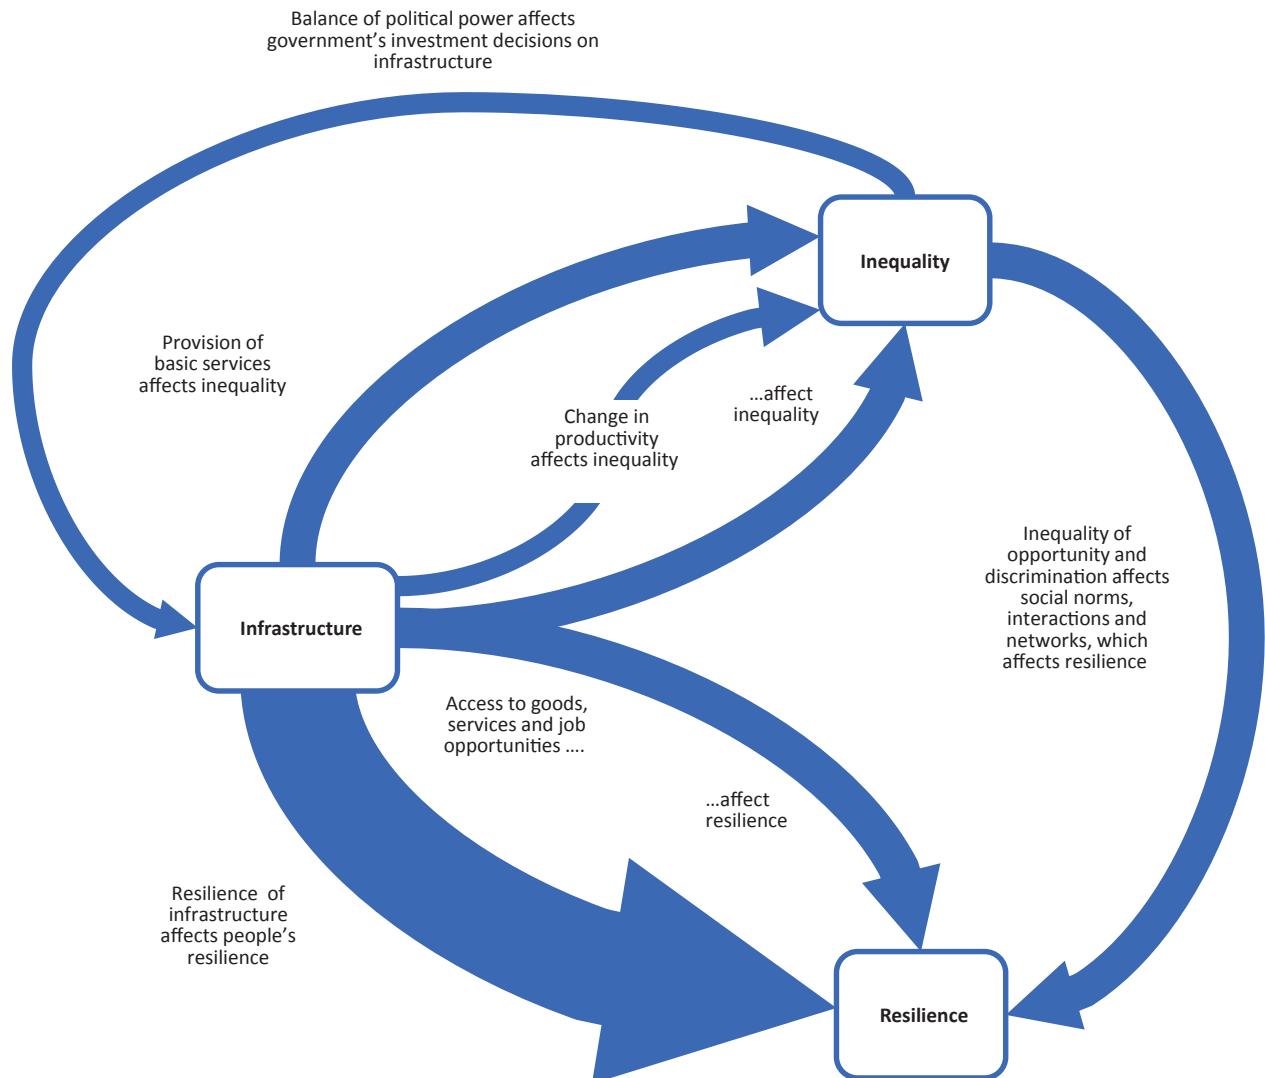 Balance of political power affects
government’s investment decisions on
infrastructure
Inequality
Provision of
basic services
affects inequality
...affect
inequality
Change in
productivity
affects inequality
Inequality of
opportunity and
discrimination affects
social norms,
interactions and
networks, which
affects resilience
Infrastructure
Access to goods,
services and job
opportunities ....
...affect
resilience
Resilience  of
infrastructure
affects people’s
resilience
Resilience